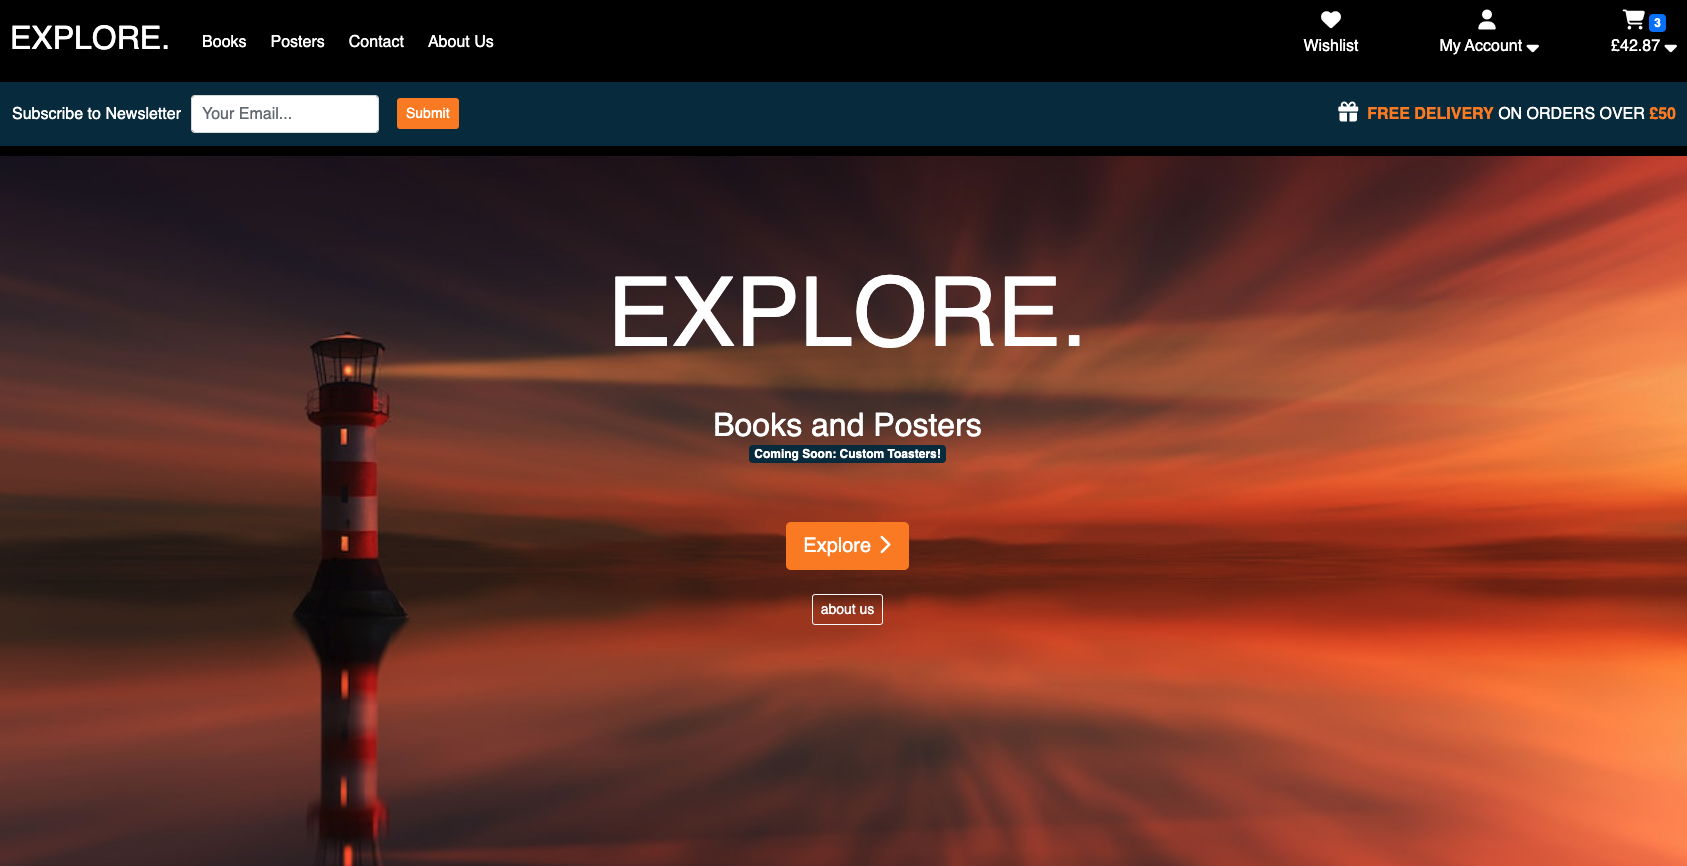 EXPLORE.
Books
Posters
Contact
About Us
Wishlist
My Account
3
£42.87
Subscribe to Newsletter
Your Email...
Submit
FREE DELIVERY ON ORDERS OVER £50
EXPLORE.
Books and Posters
Coming Soon: Custom Toasters!
Explore
about us